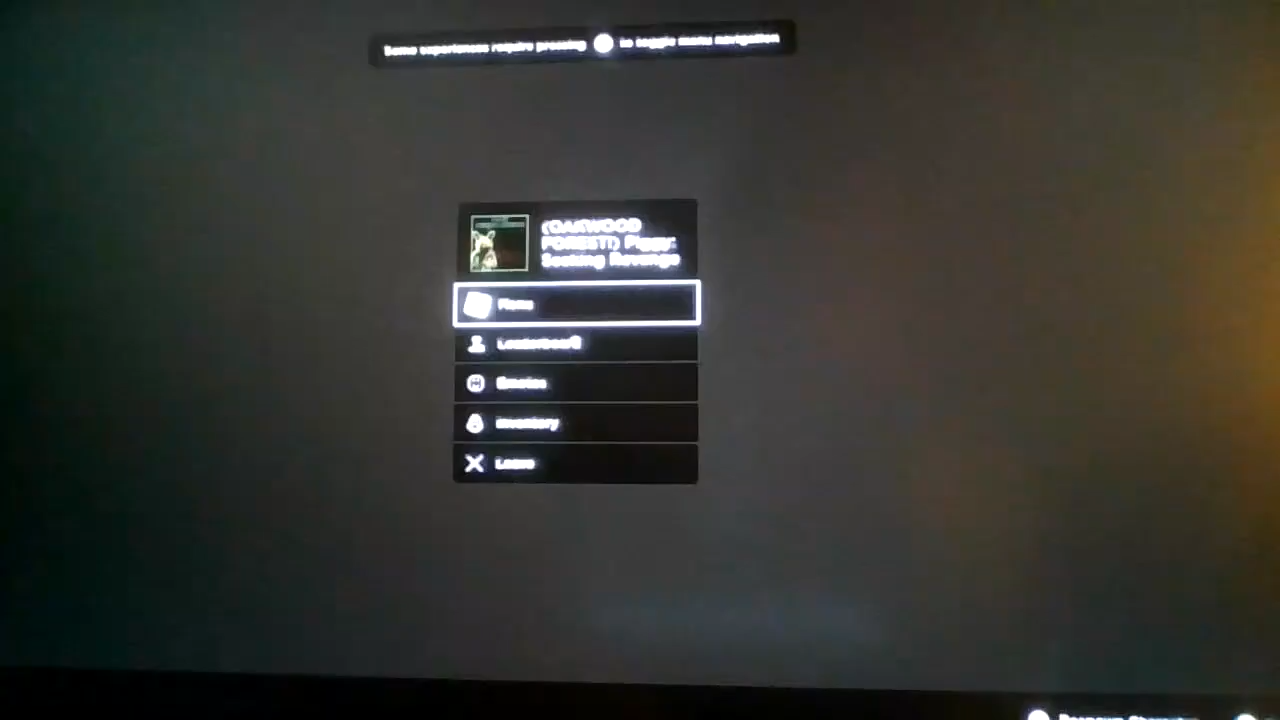 Some experiences require pressing to toggle menu navigation
(OAKWOOD
FOREST!) Piggy:
Seeking Revenge
Home
Leaderboard
Emotes
Inventory
Leave